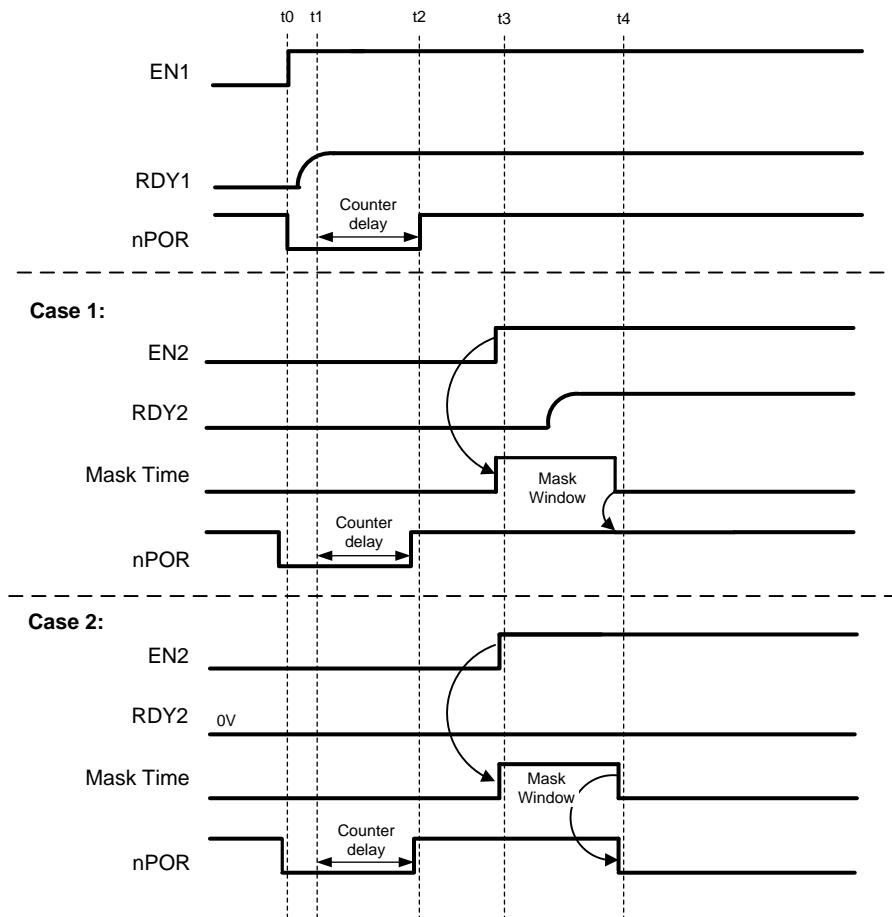 t0 t1 t2 t3 t4
EN1
RDY1
Counter
delay
nPOR
Case 1:
EN2
RDY2
Mask Time
Mask
Window
Counter
delay
nPOR
Case 2:
EN2
RDY2
0V
Mask Time
Mask
Window
Counter
delay
nPOR